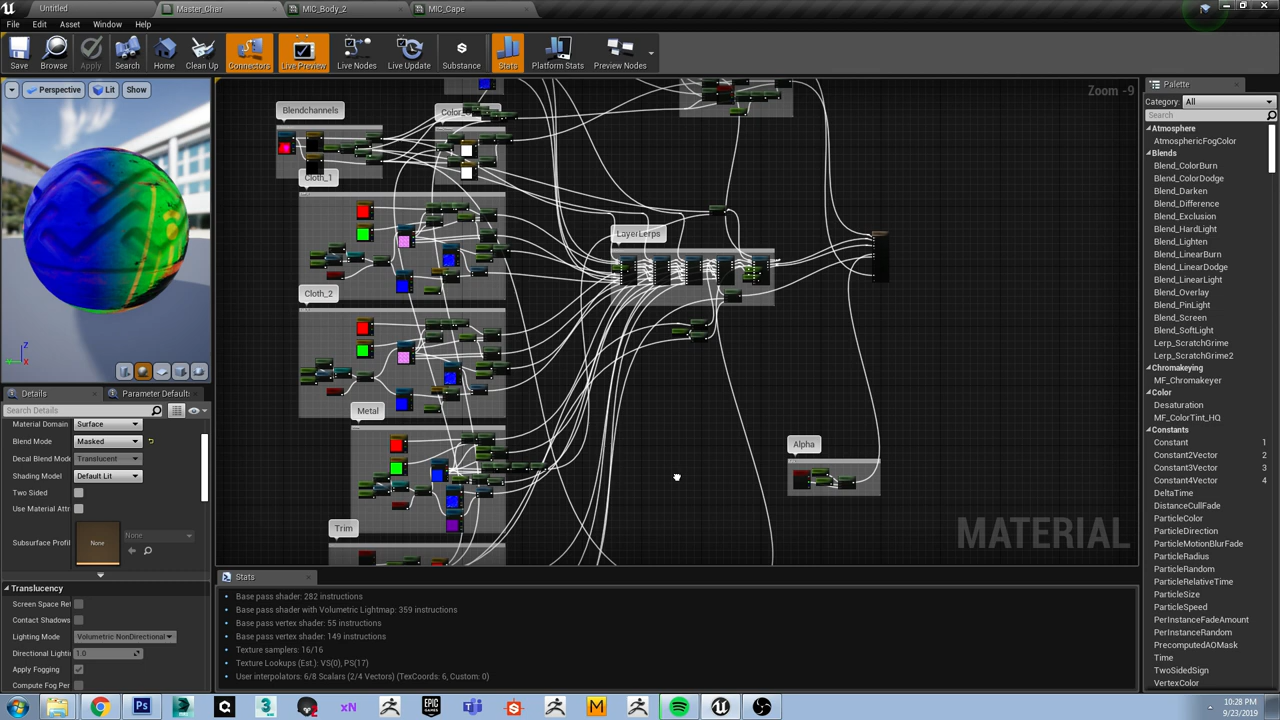 Untitled
Master_Char
MIC_Body_2
MIC_Cape
File Edit Asset Window Help
Save
Browse
Apply
Search
Home
Clean Up
Connectors
Live Preview
Live Nodes
Live Update
Substance
Stats
Platform Stats
Preview Nodes
Perspective
Lit
Show
Zoom -9
Blendchannels
Cloth_1
Cloth_2
Metal
Trim
LayerLerps
Alpha
MATERIAL
Details
Parameter Default
Search Details
Material Domain Surface
Blend Mode Masked
Decal Blend Mode Translucent
Shading Model Default Lit
Two Sided
Use Material Attr
Subsurface Profil
None
None
Translucency
Screen Space Re
Contact Shadows
Lighting Mode Volumetric NonDirectional
Directional Lighti 1.0
Apply Fogging
Compute Fog Per
Stats
Base pass shader: 282 instructions
Base pass shader with Volumetric Lightmap: 359 instructions
Base pass vertex shader: 55 instructions
Base pass vertex shader: 149 instructions
Texture samplers: 16/16
Texture Lookups (Est.): VS(0), PS(17)
User interpolators: 6/8 Scalars (2/4 Vectors) (TexCoords: 6, Custom: 0)
Palette
Category: All
Search
Atmosphere
AtmosphericFogColor
Blends
Blend_ColorBurn
Blend_ColorDodge
Blend_Darken
Blend_Difference
Blend_Exclusion
Blend_HardLight
Blend_Lighten
Blend_LinearBurn
Blend_LinearDodge
Blend_LinearLight
Blend_Overlay
Blend_PinLight
Blend_Screen
Blend_SoftLight
Lerp_ScratchGrime
Lerp_ScratchGrime2
Chromakeying
MF_Chromakeyer
Color
Desaturation
MF_ColorTint_HQ
Constants
Constant 1
Constant2Vector 2
Constant3Vector 3
Constant4Vector 4
DeltaTime
DistanceCullFade
ParticleColor
ParticleDirection
ParticleMotionBlurFade
ParticleRadius
ParticleRandom
ParticleRelativeTime
ParticleSize
ParticleSpeed
PerInstanceFadeAmount
PerInstanceRandom
PrecomputedAOMask
Time
TwoSidedSign
VertexColor
10:28 PM
9/23/2019